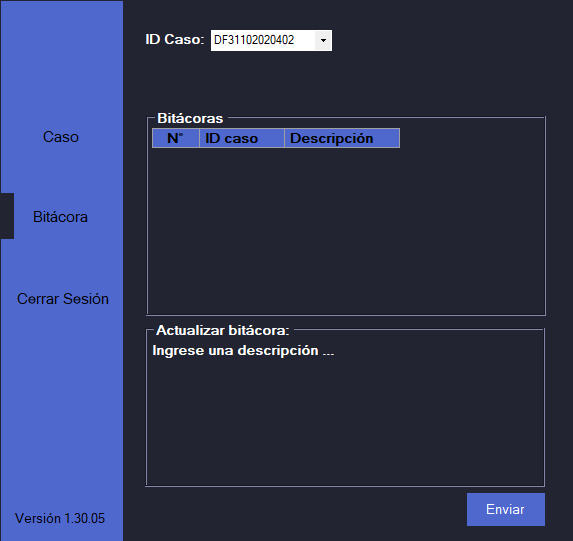 ID Caso: DF31102020402
Caso
Bitácora
Cerrar Sesión
Versión 1.30.05
Bitácoras
N° ID caso Descripción
Actualizar bitácora:
Ingrese una descripción ...
Enviar